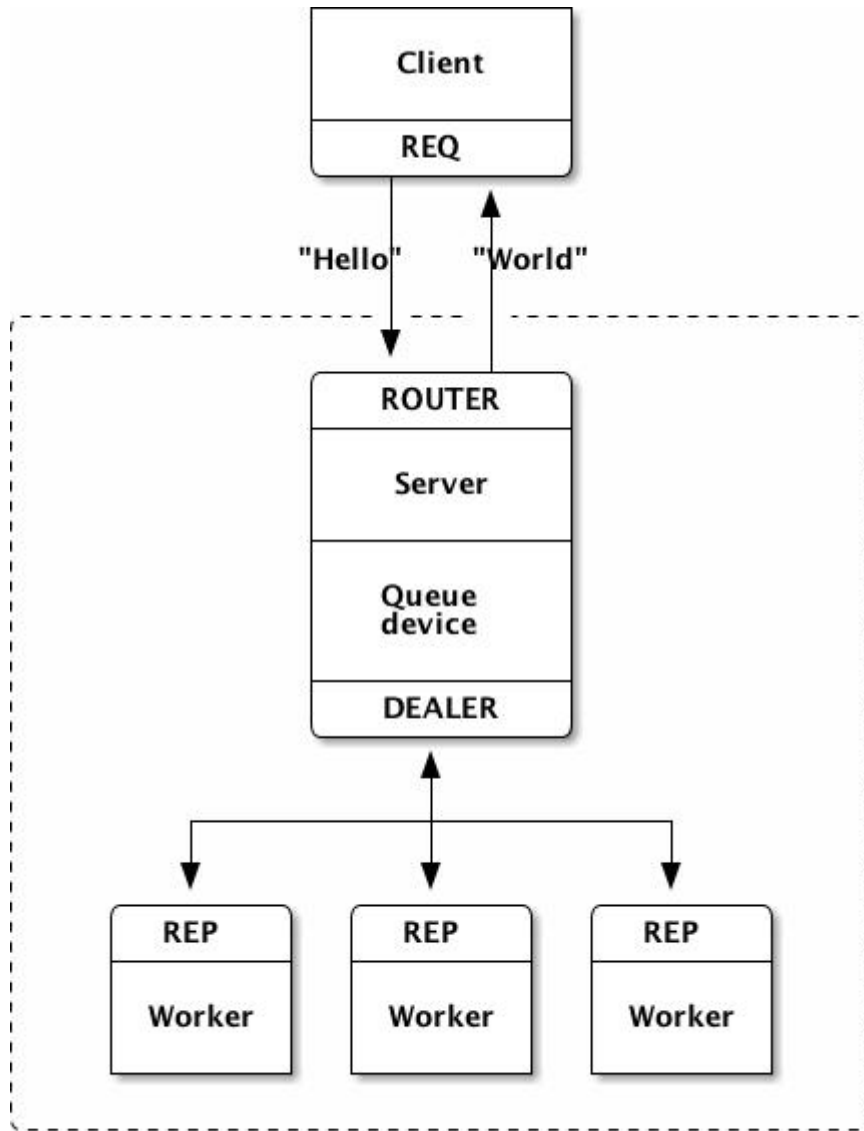 Client
REQ
"Hello"
"World"
ROUTER
Server
Queue
device
DEALER
REP
REP
REP
Worker
Worker
Worker